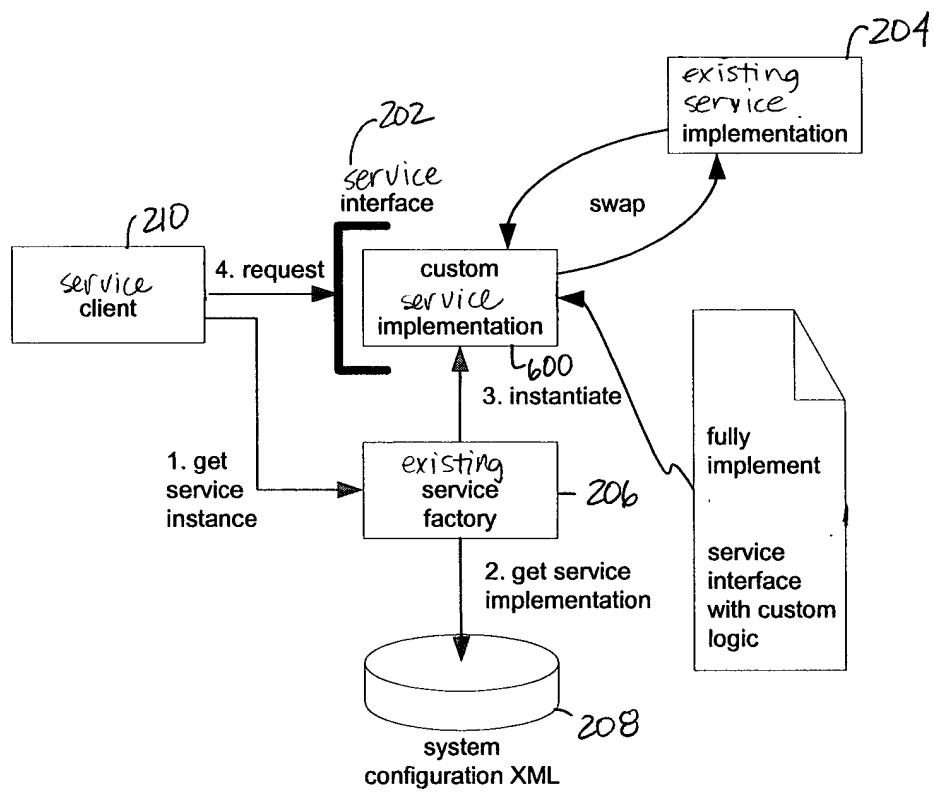 204
existing
service
implementation
202
service
interface
swap
210
service
client
4. request
custom
service
implementation
600
3. instantiate
1. get
service
instance
existing
service
factory
206
fully
implement
service
interface
with custom
logic
2. get service
implementation
208
system
configuration XML